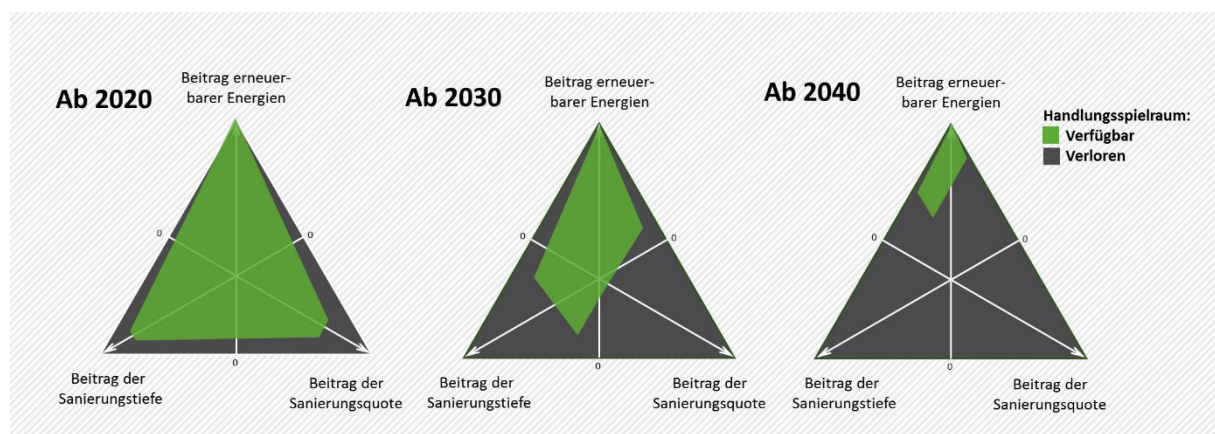 Ab 2020
Beitrag erneuer-
barer Energien
0
0
0
Beitrag der
Sanierungstiefe
Beitrag der
Sanierungsquote
Ab 2030
Beitrag erneuer-
barer Energien
0
0
0
Beitrag der
Sanierungstiefe
Beitrag der
Sanierungsquote
Ab 2040
Beitrag erneuer-
barer Energien
0
0
0
Beitrag der
Sanierungstiefe
Beitrag der
Sanierungsquote
Handlungsspielraum:
Verfügbar
Verloren